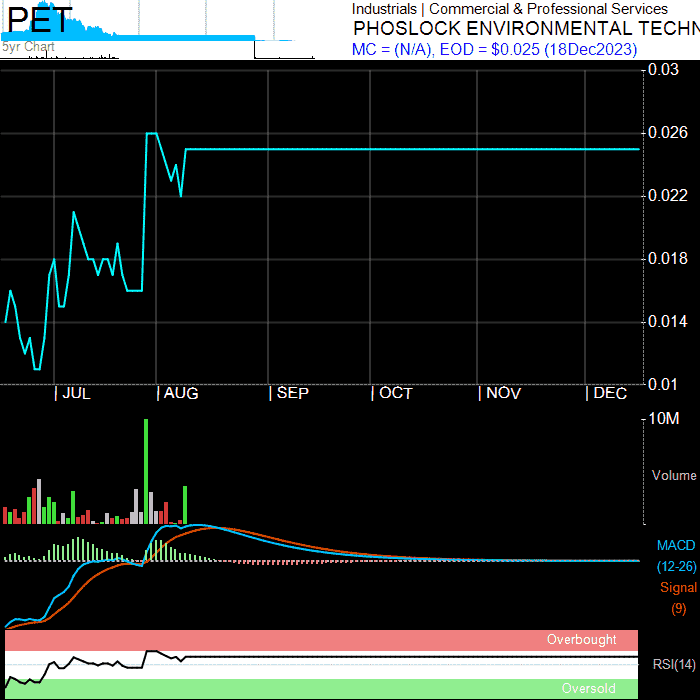 PET
5yr Chart
Industrials | Commercial & Professional Services
PHOSLOCK ENVIRONMENTAL TECHN
MC = (N/A), EOD = $0.025 (18Dec2023)
0.03
0.026
0.022
0.018
0.014
0.01
| JUL | AUG | SEP | OCT | NOV | DEC
10M
Volume
MACD
(12-26)
Signal
(9)
Overbought
RSI(14)
Oversold